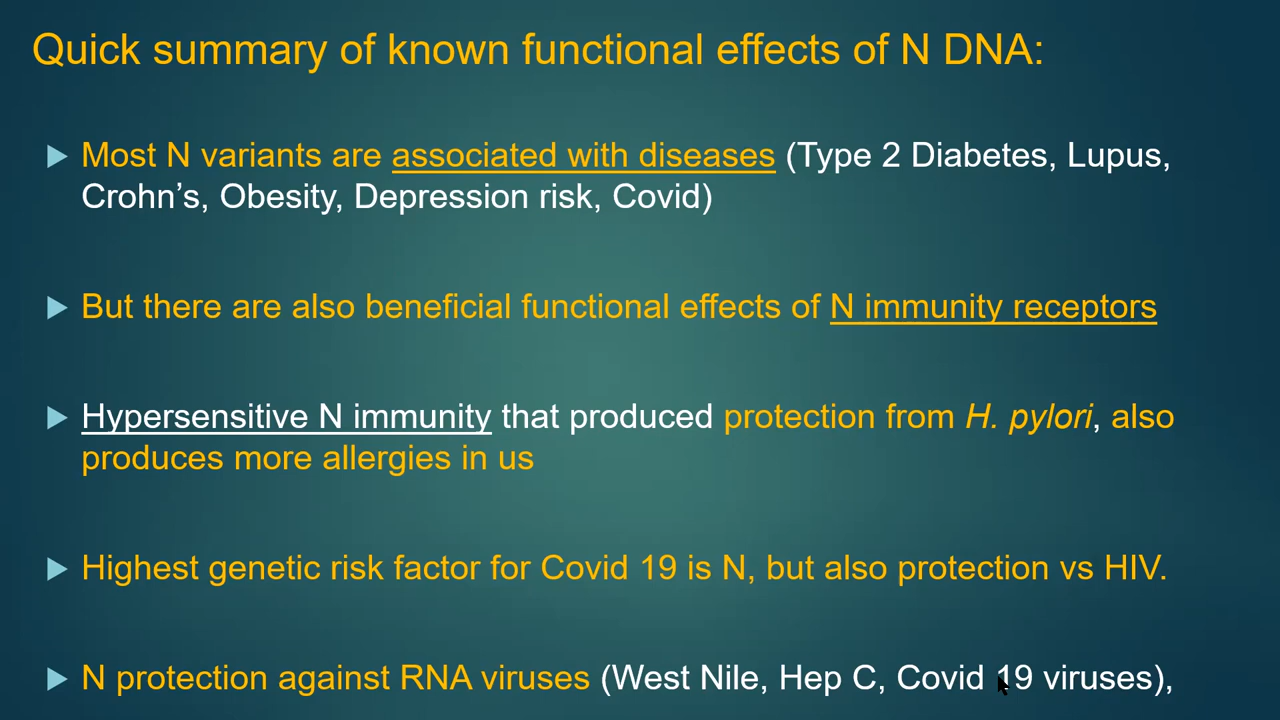 Quick summary of known functional effects of N DNA:
Most N variants are associated with diseases (Type 2 Diabetes, Lupus,
Crohn's, Obesity, Depression risk, Covid)
But there are also beneficial functional effects of N immunity receptors
Hypersensitive N immunity that produced protection from H. pylori, also
produces more allergies in us
Highest genetic risk factor for Covid 19 is N, but also protection vs HIV.
N protection against RNA viruses (West Nile, Hep C, Covid 19 viruses),